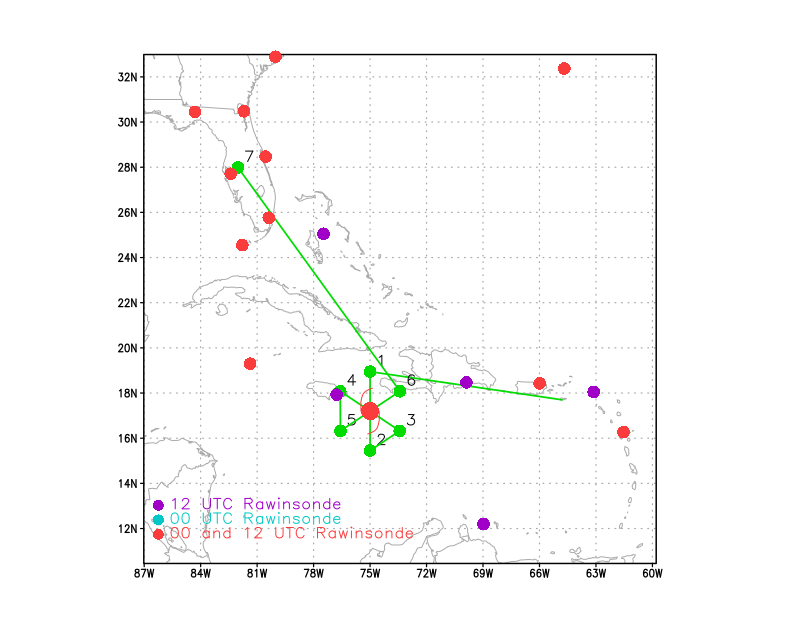 32N
30N
28N
7
26N
24N
22N
20N
1
4
6
18N
5
3
16N
2
14N
12 UTC Rawinsonde
00 UTC Rawinsonde
12N
00 and 12 UTC Rawinsonde
87W 84W 81W 78W 75W 72W 69W 66W 63W 60W